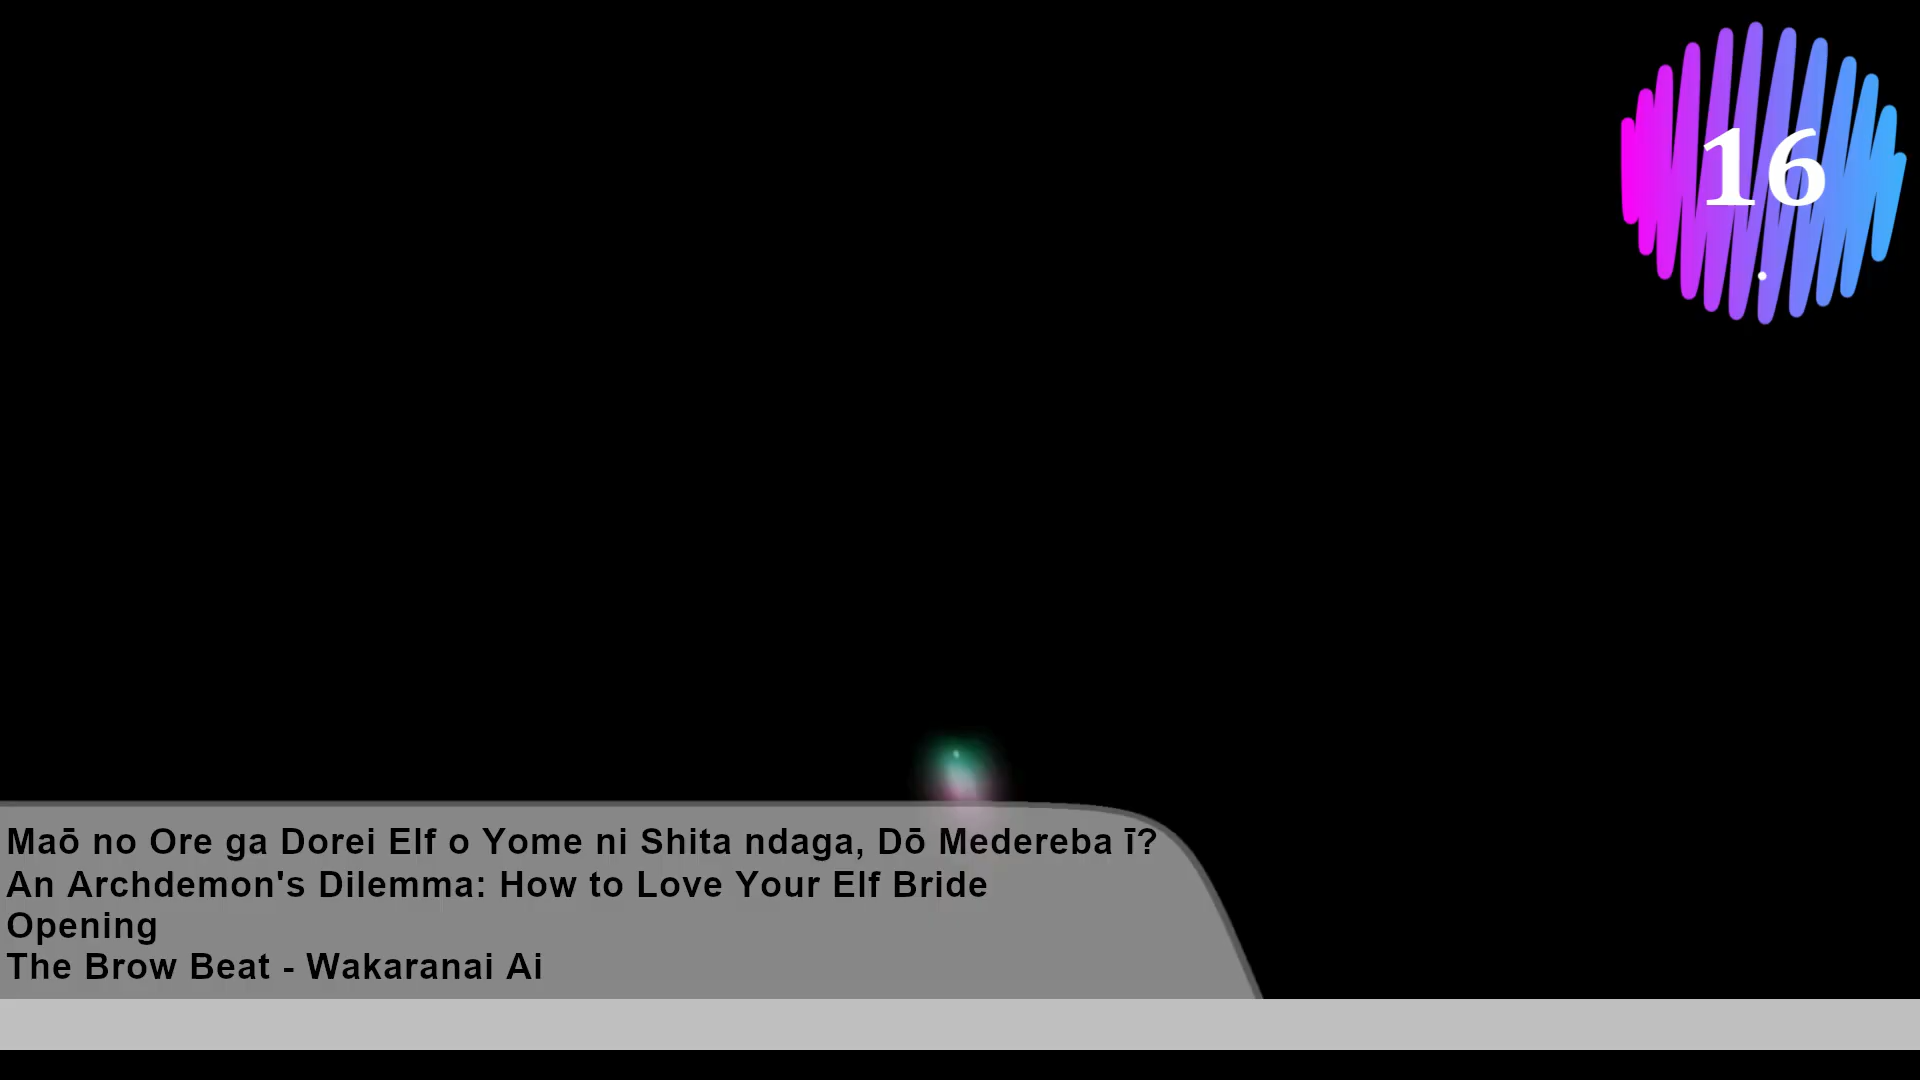 16
Maō no Ore ga Dorei Elf o Yome ni Shita ndaga, Dō Medereba ī?
An Archdemon's Dilemma: How to Love Your Elf Bride
Opening
The Brow Beat - Wakaranai Ai